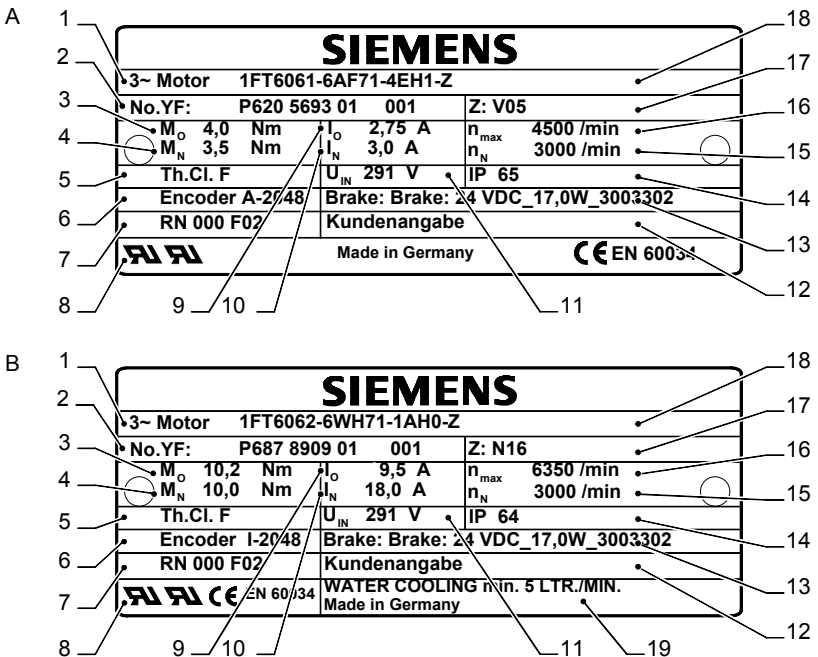 A
1
18
SIEMENS
2
17
3~ Motor 1FT6061-6AF71-4EH1-Z
3
No.YF: P620 5693 01 001 Z: V05
16
M0 4,0 Nm I0 2,75 A nmax 4500 /min
4
MN 3,5 Nm IN 3,0 A nN 3000 /min
15
5
Th.Cl. F UIN 291 V IP 65
14
6
Encoder A-2048 Brake: Brake: 24 VDC_17,0W_3003302
RN 000 F02 Kundenangabe
13
7
Made in Germany CE EN 60034
12
8 9 10 11
B
1
18
SIEMENS
2
17
3~ Motor 1FT6062-6WH71-1AH0-Z
3
No.YF: P687 8909 01 001 Z: N16
16
M0 10,2 Nm I0 9,5 A nmax 6350 /min
4
MN 10,0 Nm IN 18,0 A nN 3000 /min
15
5
Th.Cl. F UIN 291 V IP 64
14
6
Encoder I-2048 Brake: Brake: 24 VDC_17,0W_3003302
RN 000 F02 Kundenangabe
13
7
WATER COOLING min. 5 LTR./MIN.
CE EN 60034 Made in Germany
12
8 9 10 11 19